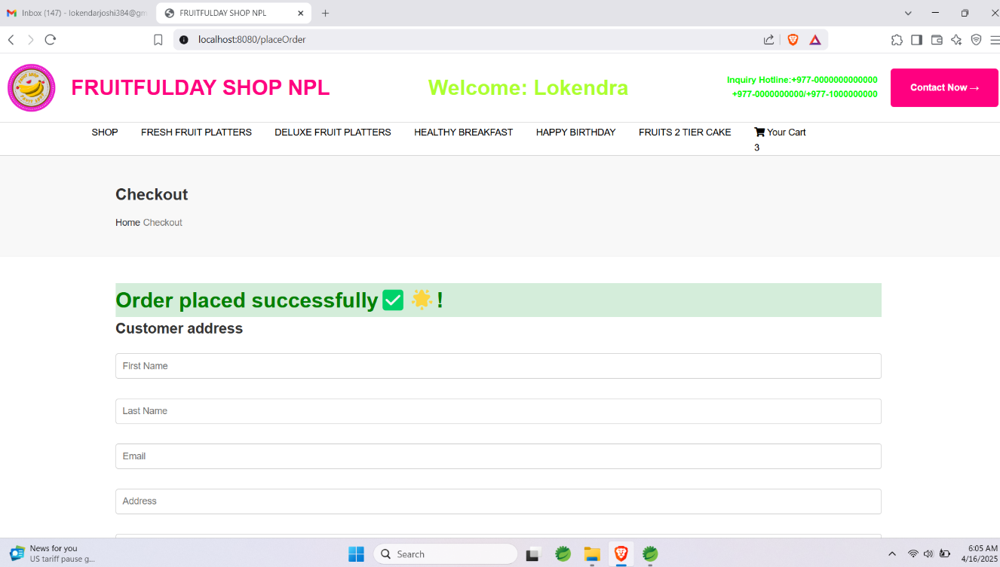 Inbox (147) - lokendarjoshi384@gm
FRUITFULDAY SHOP NPL
localhost:8080/placeOrder
FRUIT SHOP
FRUITFULDAY SHOP NPL
Welcome: Lokendra
Inquiry Hotline:+977-0000000000000
+977-0000000000/+977-1000000000
Contact Now →
SHOP
FRESH FRUIT PLATTERS
DELUXE FRUIT PLATTERS
HEALTHY BREAKFAST
HAPPY BIRTHDAY
FRUITS 2 TIER CAKE
Your Cart
3
Checkout
Home Checkout
Order placed successfully✅ 🌟!
Customer address
First Name
Last Name
Email
Address
News for you
US tariff pause g...
Search
6:05 AM
4/16/2025